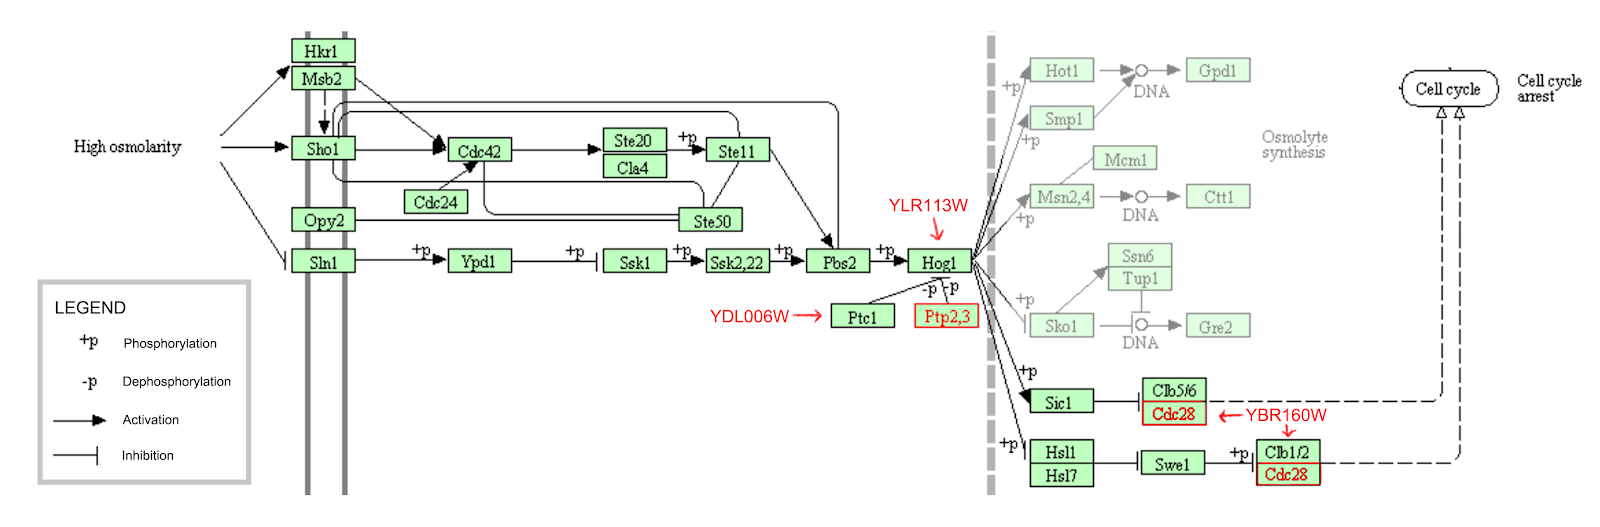 Hkr1
Msb2
High osmolarity
Sho1
Cdc42
Ste20
Cla4
+p
Ste11
Cdc24
Opy2
Ste50
Sln1
+p
Ypd1
+p
Ssk1
+p
Ssk2,22
+p
Pbs2
+p
Hog1
YLR113W
-p
-p
YDL006W
Ptc1
Ptp2,3
+p
Hot1
DNA
Gpd1
+p
Smp1
Mcm1
Osmolyte
synthesis
+p
Msn2,4
DNA
Ctt1
Ssn6
Tup1
+p
Sko1
DNA
Gre2
+p
Sic1
Clb5/6
Cdc28
YBR160W
+p
Hsl1
Hsl7
Swe1
+p
Clb1/2
Cdc28
Cell cycle
Cell cycle
arrest
LEGEND
+p Phosphorylation
-p Dephosphorylation
Activation
Inhibition